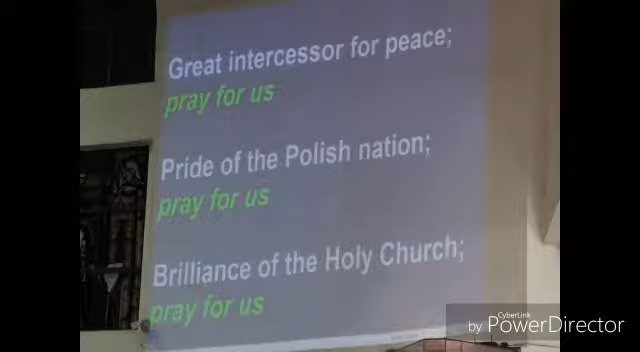 Great intercessor for peace;
pray for us
Pride of the Polish nation;
pray for us
Brilliance of the Holy Church;
pray for us
CyberLink
by PowerDirector